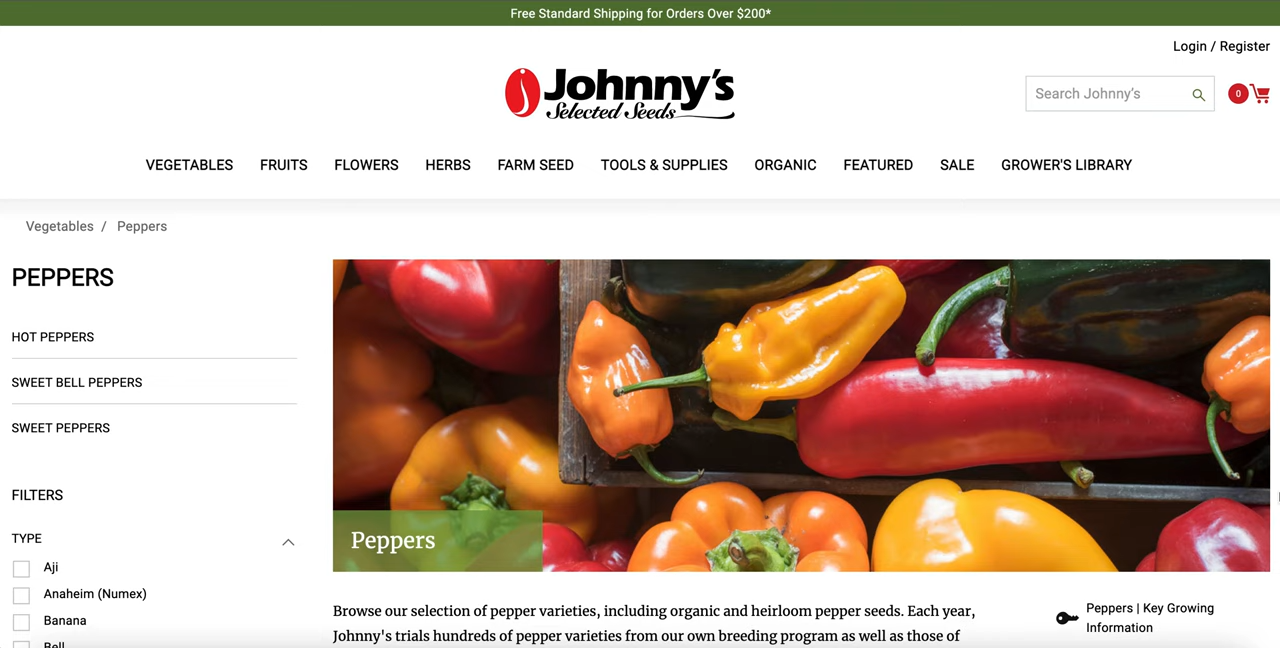 Free Standard Shipping for Orders Over $200*
Login / Register
Johnny's
Selected Seeds
Search Johnny's
0
VEGETABLES FRUITS FLOWERS HERBS FARM SEED TOOLS & SUPPLIES ORGANIC FEATURED SALE GROWER'S LIBRARY
Vegetables / Peppers
PEPPERS
HOT PEPPERS
SWEET BELL PEPPERS
SWEET PEPPERS
FILTERS
TYPE
Aji
Anaheim (Numex)
Banana
Bell
Peppers
Browse our selection of pepper varieties, including organic and heirloom pepper seeds. Each year,
Johnny's trials hundreds of pepper varieties from our own breeding program as well as those of
Peppers | Key Growing
Information